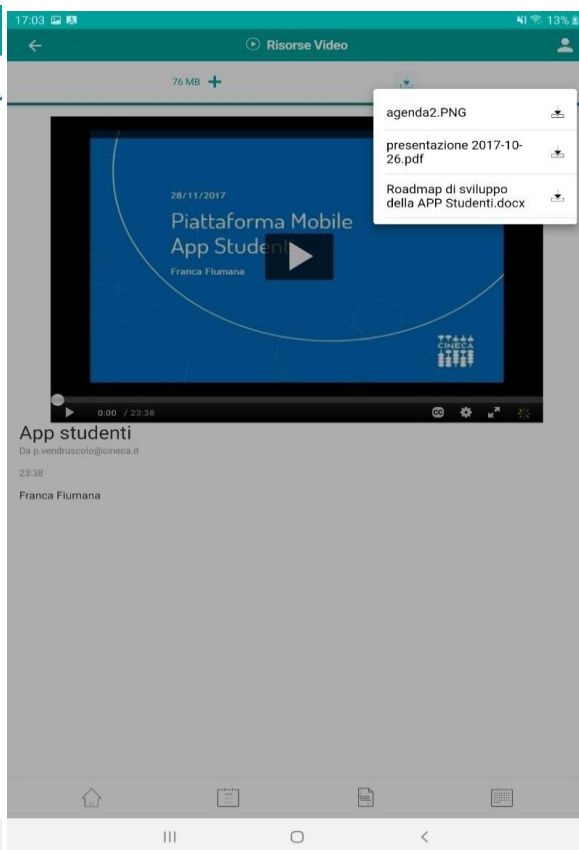 17:03
13%
Risorse Video
76 MB
agenda2.PNG
presentazione 2017-10-
26.pdf
Roadmap di sviluppo
della APP Studenti.docx
28/11/2017
Piattaforma Mobile
App Student
Franca Fiumana
CINECA
0:00 / 23:38
CC
App studenti
Da p.vendruscolo@cineca.it
23:38
Franca Fiumana